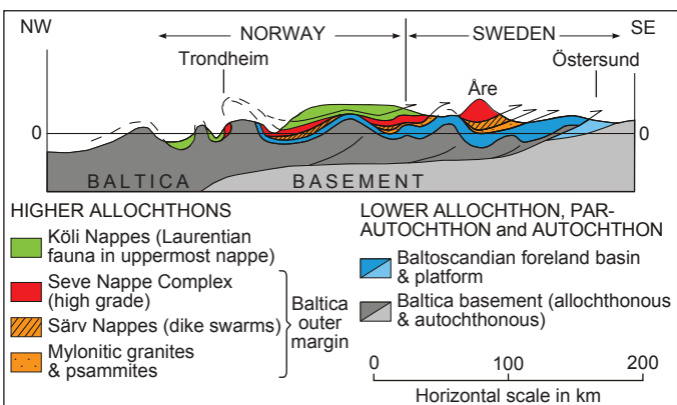 NW
NORWAY
SWEDEN
SE
Trondheim
Östersund
Åre
0
0
BALTICA
BASEMENT
HIGHER ALLOCHTHONS
Köli Nappes (Laurentian
fauna in uppermost nappe)
Seve Nappe Complex
(high grade)
Särv Nappes (dike swarms)
Mylonitic granites
& psammites
Baltica
outer
margin
LOWER ALLOCHTHON, PAR-
AUTOCHTHON and AUTOCHTHON
Baltoscandian foreland basin
& platform
Baltica basement (allochthonous
& autochthonous)
0 100 200
Horizontal scale in km